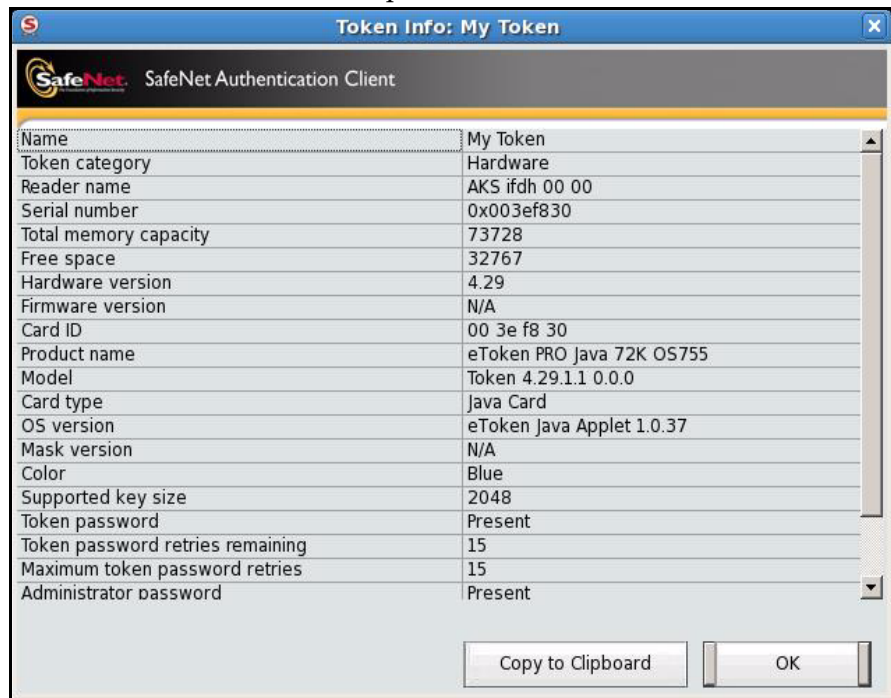 Token Info: My Token
SafeNet. SafeNet Authentication Client
Name My Token
Token category Hardware
Reader name AKS ifdh 00 00
Serial number 0x003ef830
Total memory capacity 73728
Free space 32767
Hardware version 4.29
Firmware version N/A
Card ID 00 3e f8 30
Product name eToken PRO Java 72K OS755
Model Token 4.29.1.1 0.0.0
Card type Java Card
OS version eToken Java Applet 1.0.37
Mask version N/A
Color Blue
Supported key size 2048
Token password Present
Token password retries remaining 15
Maximum token password retries 15
Administrator password Present
Copy to Clipboard OK